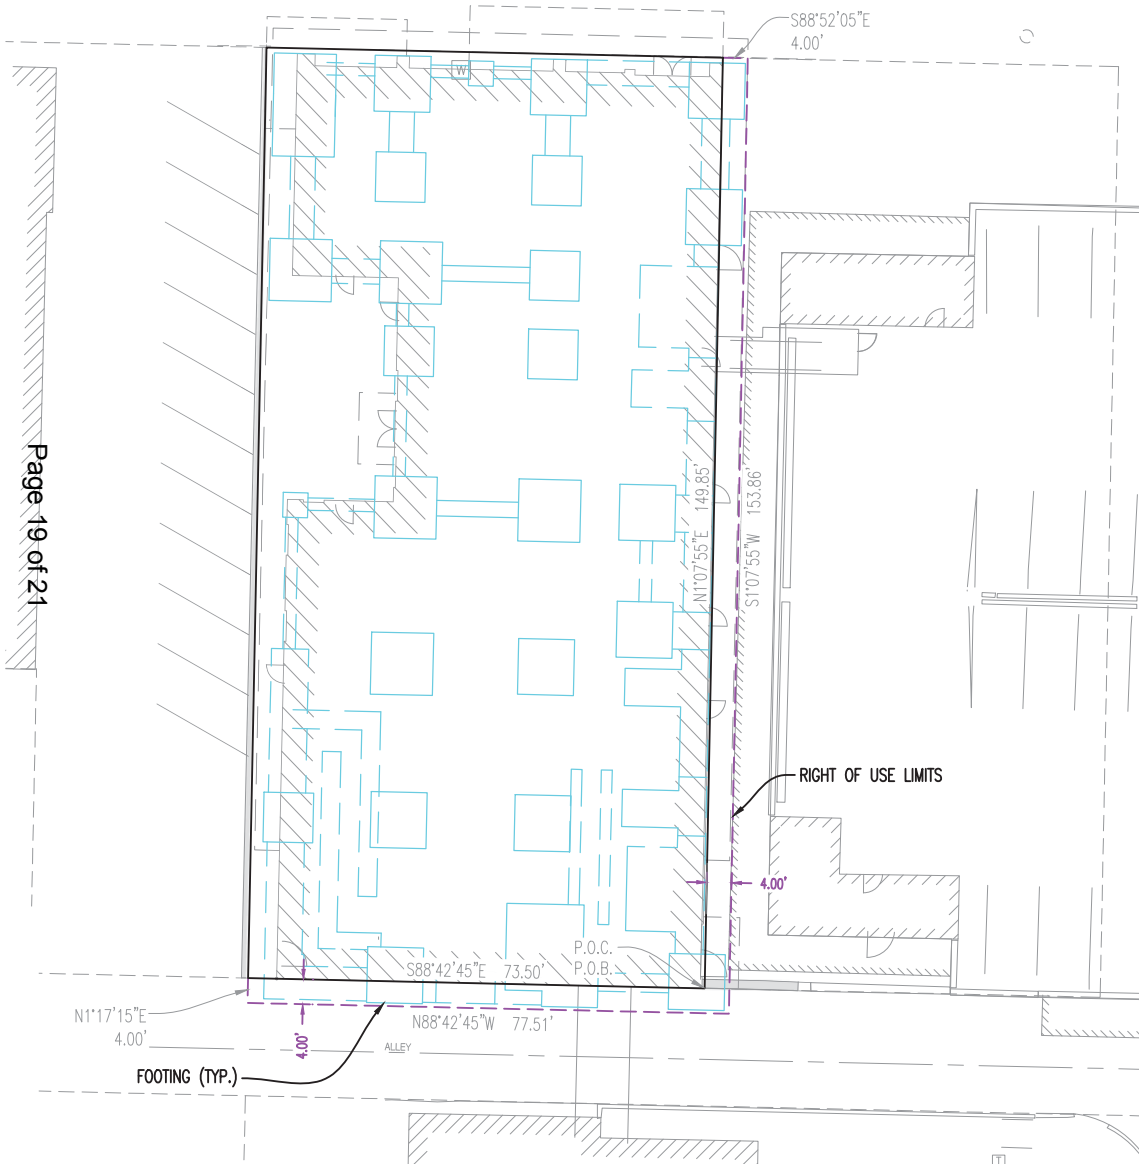 S88°52'05"E
4.00'
W
Page 19 of 21
N1°07'55"E 149.85'
S1°07'55"W 153.86'
RIGHT OF USE LIMITS
4.00'
P.O.C.
P.O.B.
S88°42'45"E 73.50'
N1°17'15"E
4.00'
N88°42'45"W 77.51'
4.00'
ALLEY
FOOTING (TYP.)
T